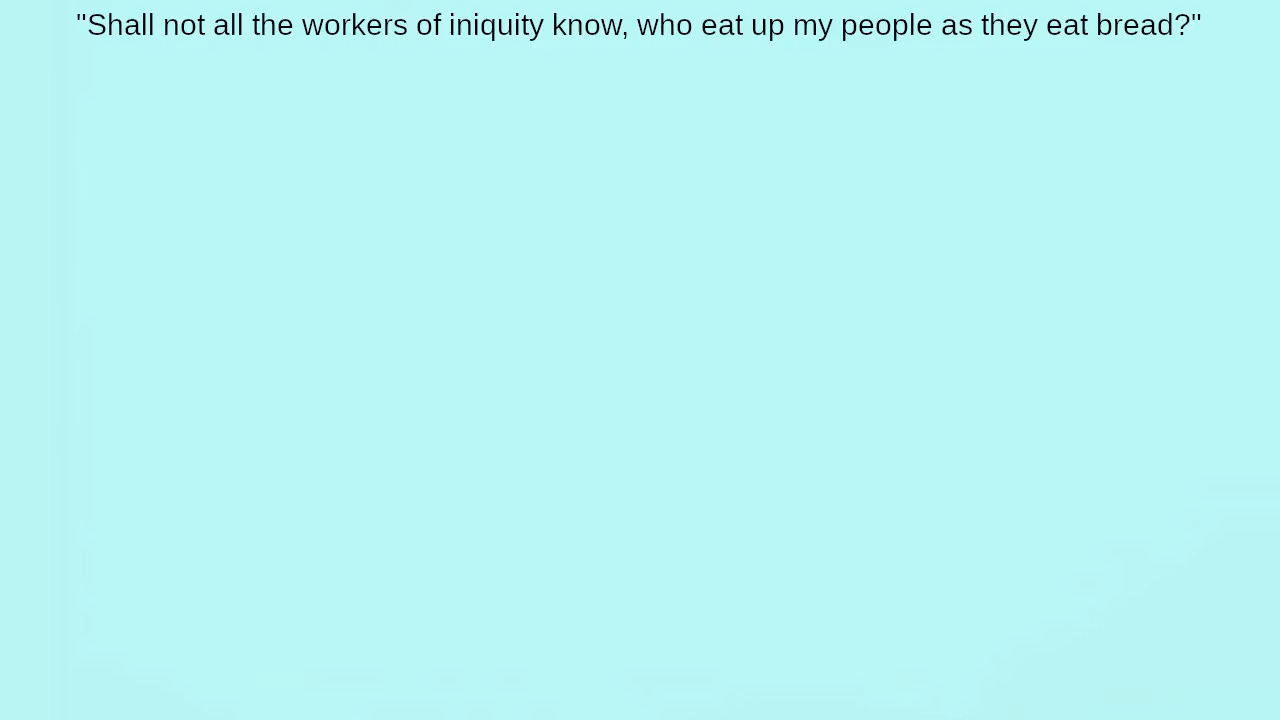 "Shall not all the workers of iniquity know, who eat up my people as they eat bread?"